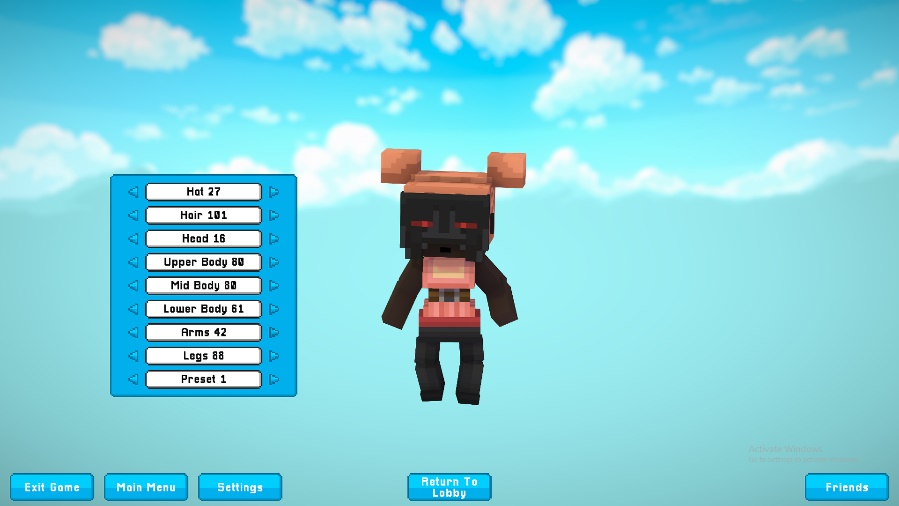 Hat 27
Hair 101
Head 16
Upper Body 80
Mid Body 80
Lower Body 61
Arms 42
Legs 88
Preset 1
Activate Windows
Exit Game
Main Menu
Settings
Return To
Lobby
Friends